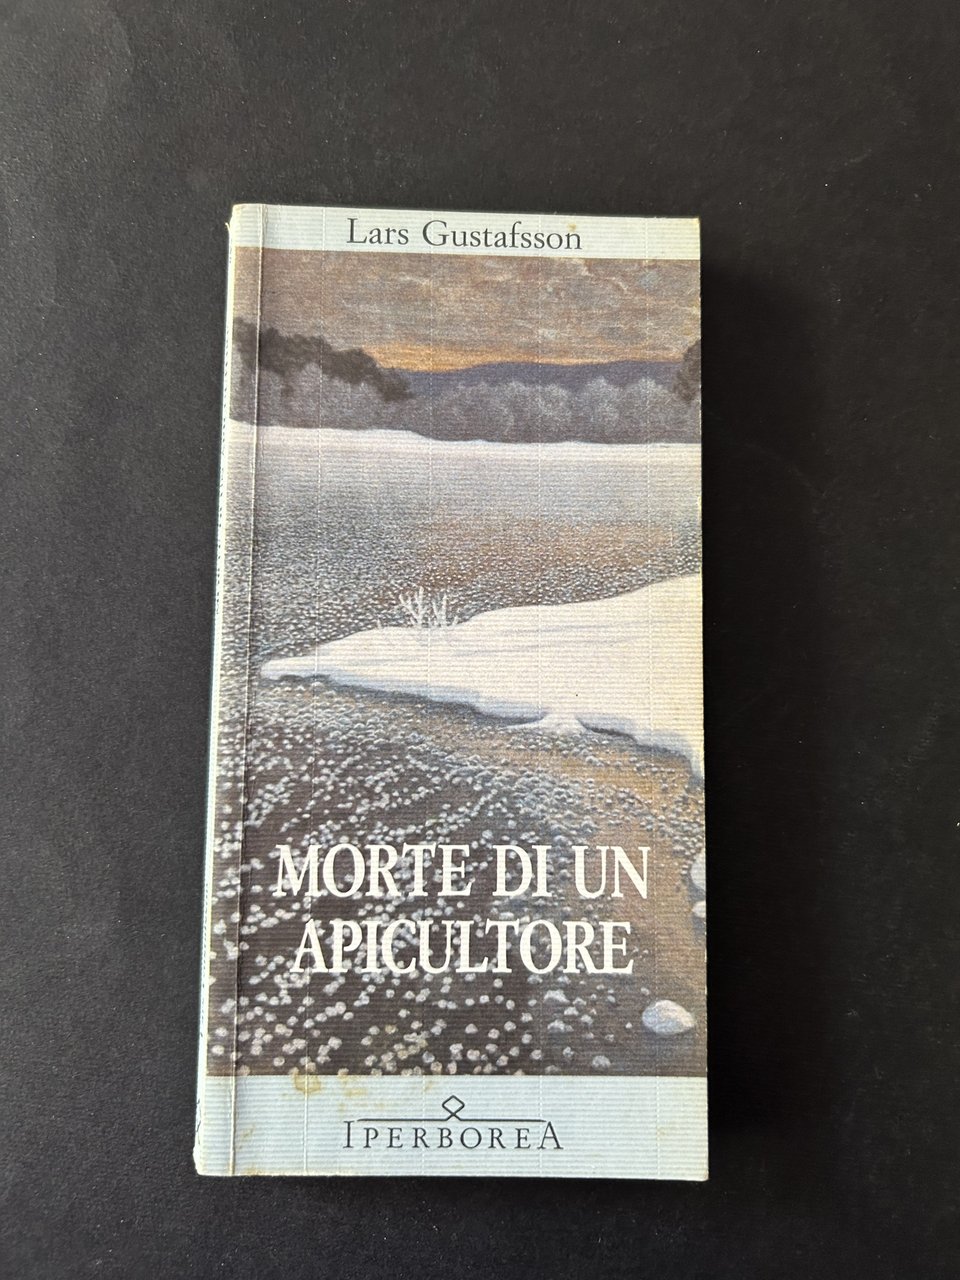 Lars Gustafsson
MORTE DI UN
APICULTORE
IPERBOREA